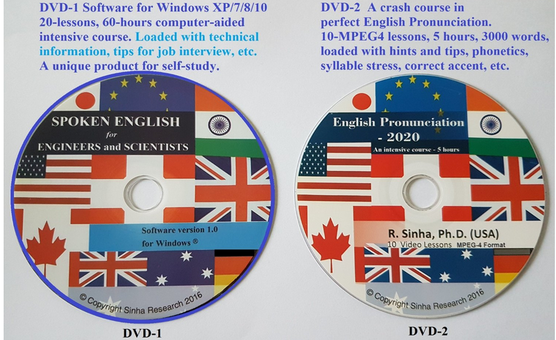 DVD-1 Software for Windows XP/7/8/10
20-lessons, 60-hours computer-aided
intensive course. Loaded with technical
information, tips for job interview, etc.
A unique product for self-study.
DVD-2 A crash course in
perfect English Pronunciation.
10-MPEG4 lessons, 5 hours, 3000 words,
loaded with hints and tips, phonetics,
syllable stress, correct accent, etc.
SPOKEN ENGLISH
for
ENGINEERS and SCIENTISTS
Software version 1.0
for Windows ®
© Copyright Sinha Research 2016
DVD-1
English Pronunciation
- 2020
An intensive course - 5 hours
R. Sinha, Ph.D. (USA)
10 Video Lessons MPEG-4 Format
© Copyright Sinha Research 2016
DVD-2